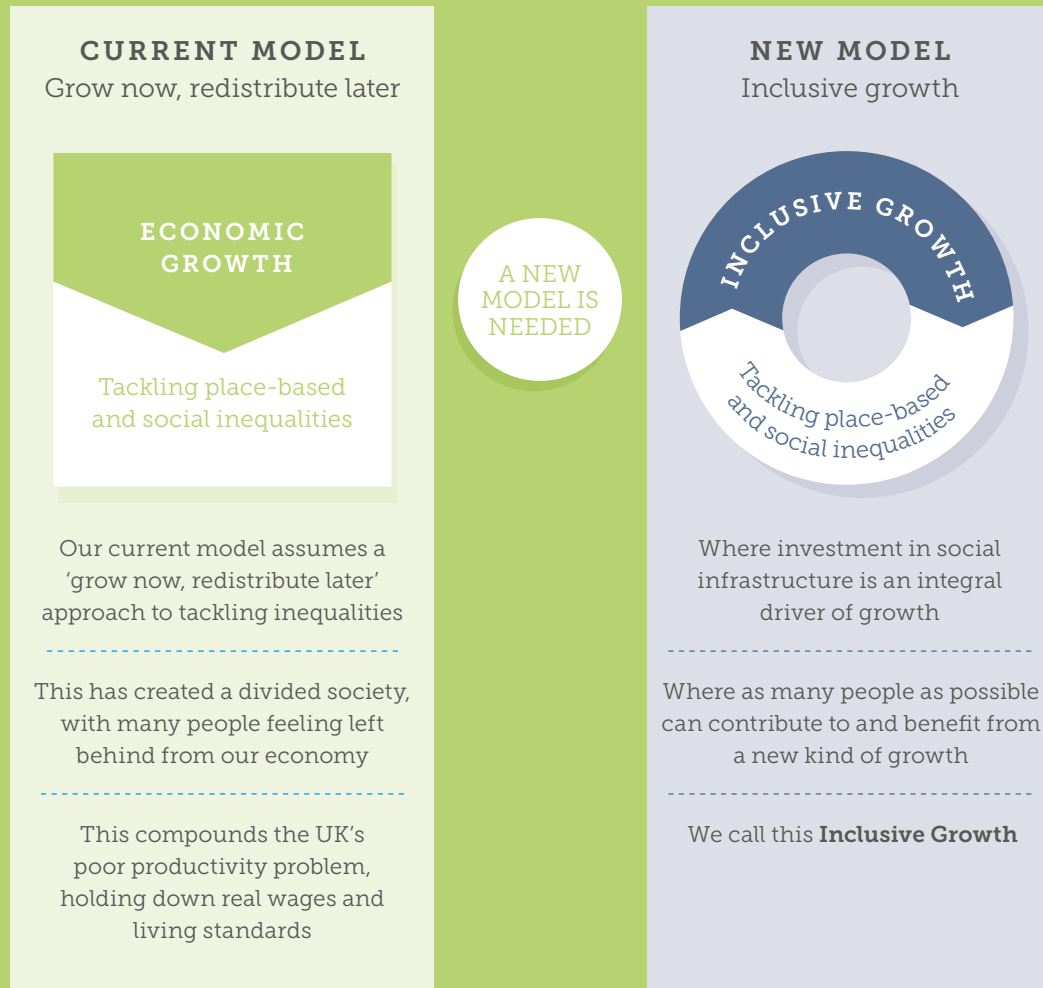 CURRENT MODEL
Grow now, redistribute later
ECONOMIC
GROWTH
Tackling place-based
and social inequalities
Our current model assumes a
‘grow now, redistribute later’
approach to tackling inequalities
This has created a divided society,
with many people feeling left
behind from our economy
This compounds the UK’s
poor productivity problem,
holding down real wages and
living standards
A NEW
MODEL IS
NEEDED
NEW MODEL
Inclusive growth
INCLUSIVE GROWTH
Tackling place-based
and social inequalities
Where investment in social
infrastructure is an integral
driver of growth
Where as many people as possible
can contribute to and benefit from
a new kind of growth
We call this Inclusive Growth